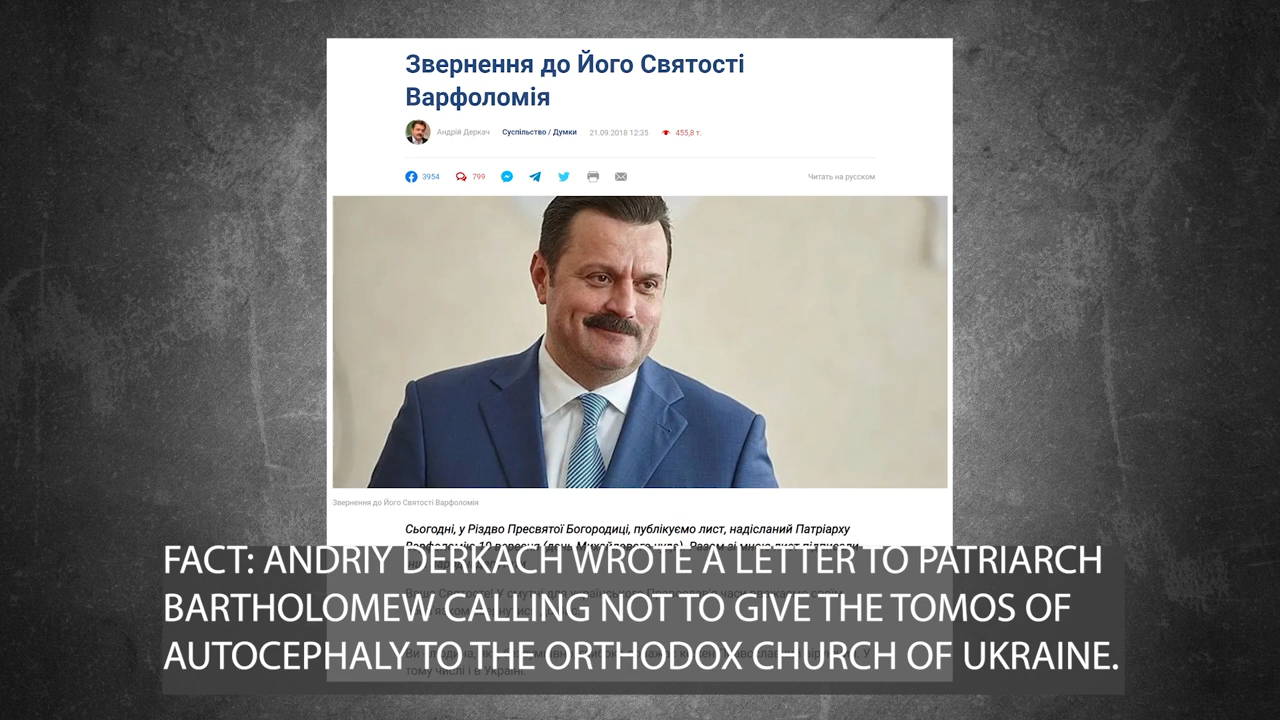 Звернення до Його Святості
Варфоломія
Андрій Деркач Суспільство / Думки 21.09.2018 12:35 455,8 т.
3954 799 Читать на русском
Звернення до Його Святості Варфоломія
Сьогодні, у Різдво Пресвятої Богородиці, публікуємо лист, надісланий Патріарху
FACT: ANDRIY DERKACH WROTE A LETTER TO PATRIARCH
BARTHOLOMEW CALLING NOT TO GIVE THE TOMOS OF
AUTOCEPHALY TO THE ORTHODOX CHURCH OF UKRAINE.
тому числі і в Україні.